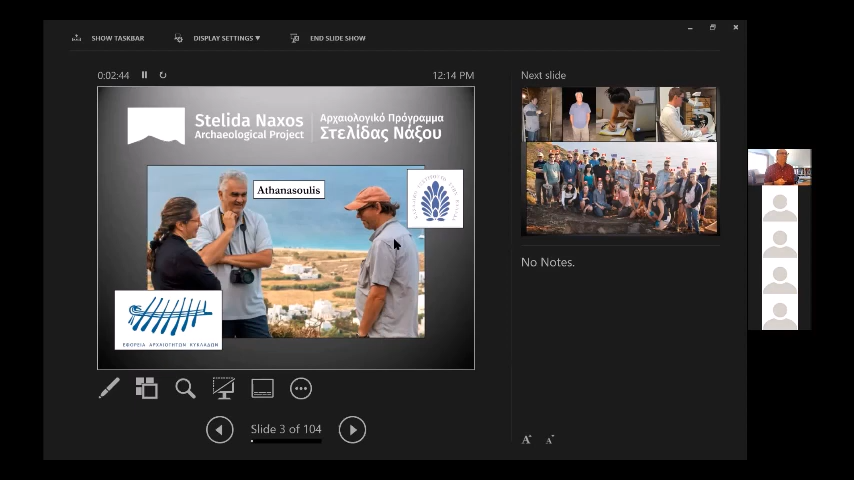 SHOW TASKBAR
DISPLAY SETTINGS ▼
END SLIDE SHOW
0:02:44
12:14 PM
Next slide
Stelida Naxos
Archaeological Project
Αρχαιολογικό Πρόγραμμα
Στελίδας Νάξου
Athanasoulis
ΕΦΟΡΕΙΑ ΑΡΧΑΙΟΤΗΤΩΝ ΚΥΚΛΑΔΩΝ
No Notes.
Slide 3 of 104
A A